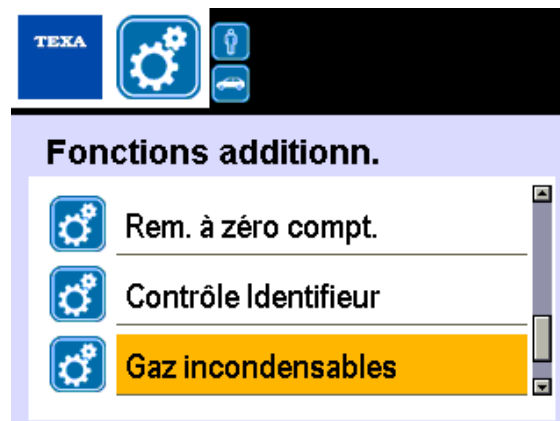 TEXA
Fonctions additionn.
Rem. à zéro compt.
Contrôle Identifieur
Gaz incondensables